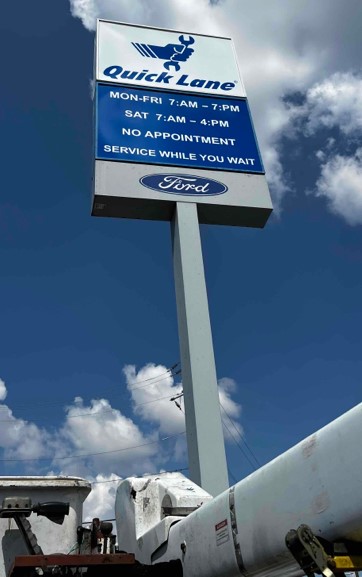 Quick Lane®
MON-FRI 7:AM – 7:PM
SAT 7:AM – 4:PM
NO APPOINTMENT
SERVICE WHILE YOU WAIT
Ford